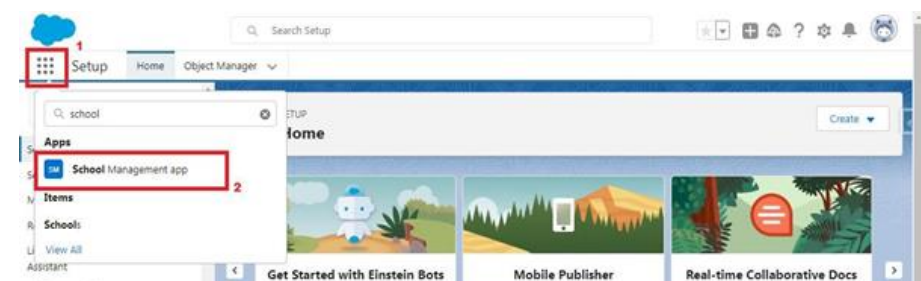 Search Setup
1
Setup
Home
Object Manager
school
SETUP
Home
Create
Apps
SM
School Management app
2
Items
Schools
View All
Assistant
Get Started with Einstein Bots
Mobile Publisher
Real-time Collaborative Docs